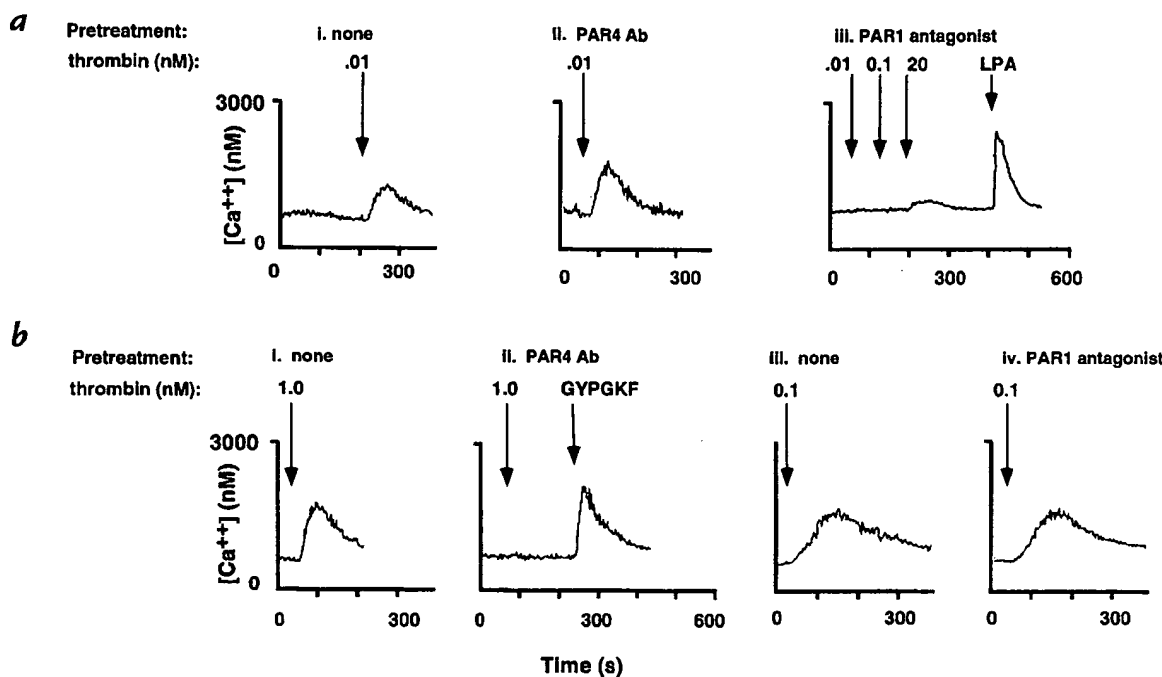 a
Pretreatment: i. none ii. PAR4 Ab iii. PAR1 antagonist
thrombin (nM): .01 .01 .01 0.1 20 LPA
3000
[Ca++] (nM)
0
0 300 0 300 0 300 600
b
Pretreatment: i. none ii. PAR4 Ab iii. none iv. PAR1 antagonist
thrombin (nM): 1.0 1.0 GYPGKF 0.1 0.1
3000
[Ca++] (nM)
0
0 300 0 300 600 0 300 0 300
Time (s)